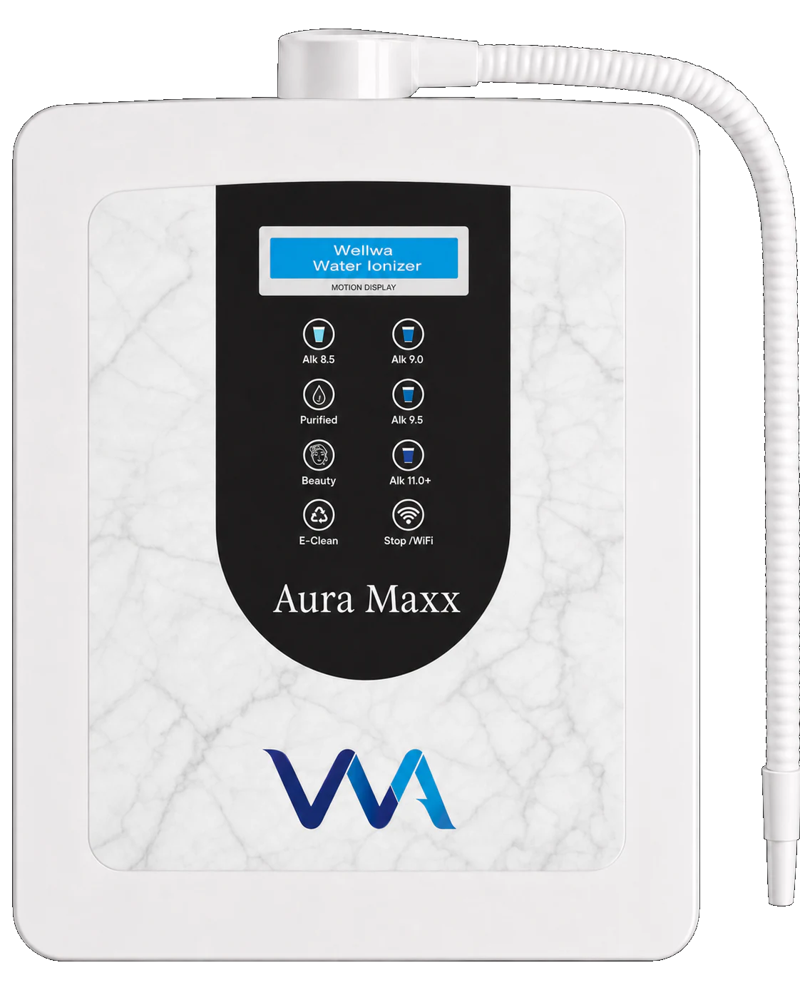 Wellwa
Water Ionizer
MOTION DISPLAY
Alk 8.5
Alk 9.0
Purified
Alk 9.5
Beauty
Alk 11.0+
E-Clean
Stop /WiFi
Aura Maxx
WA